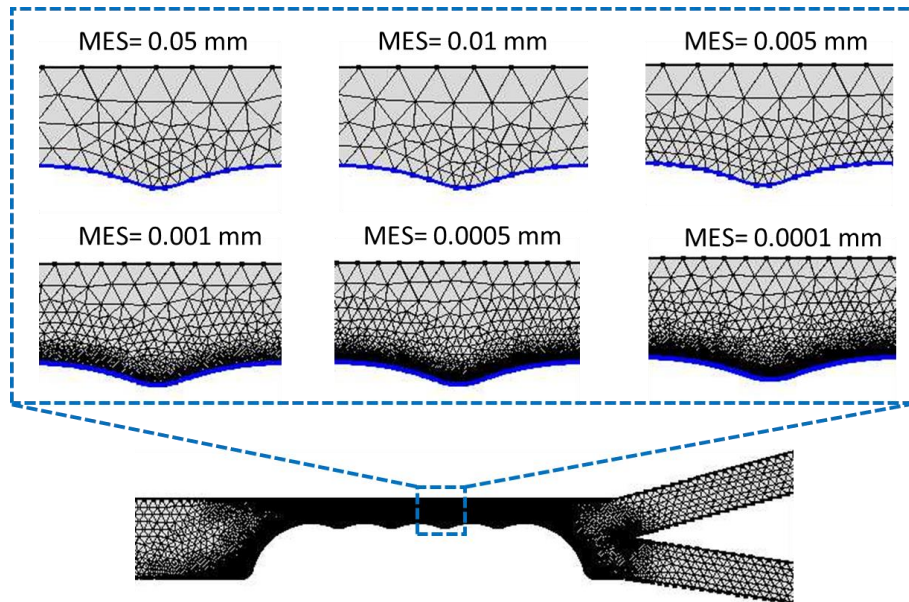 MES= 0.05 mm
MES= 0.01 mm
MES= 0.005 mm
MES= 0.001 mm
MES= 0.0005 mm
MES= 0.0001 mm